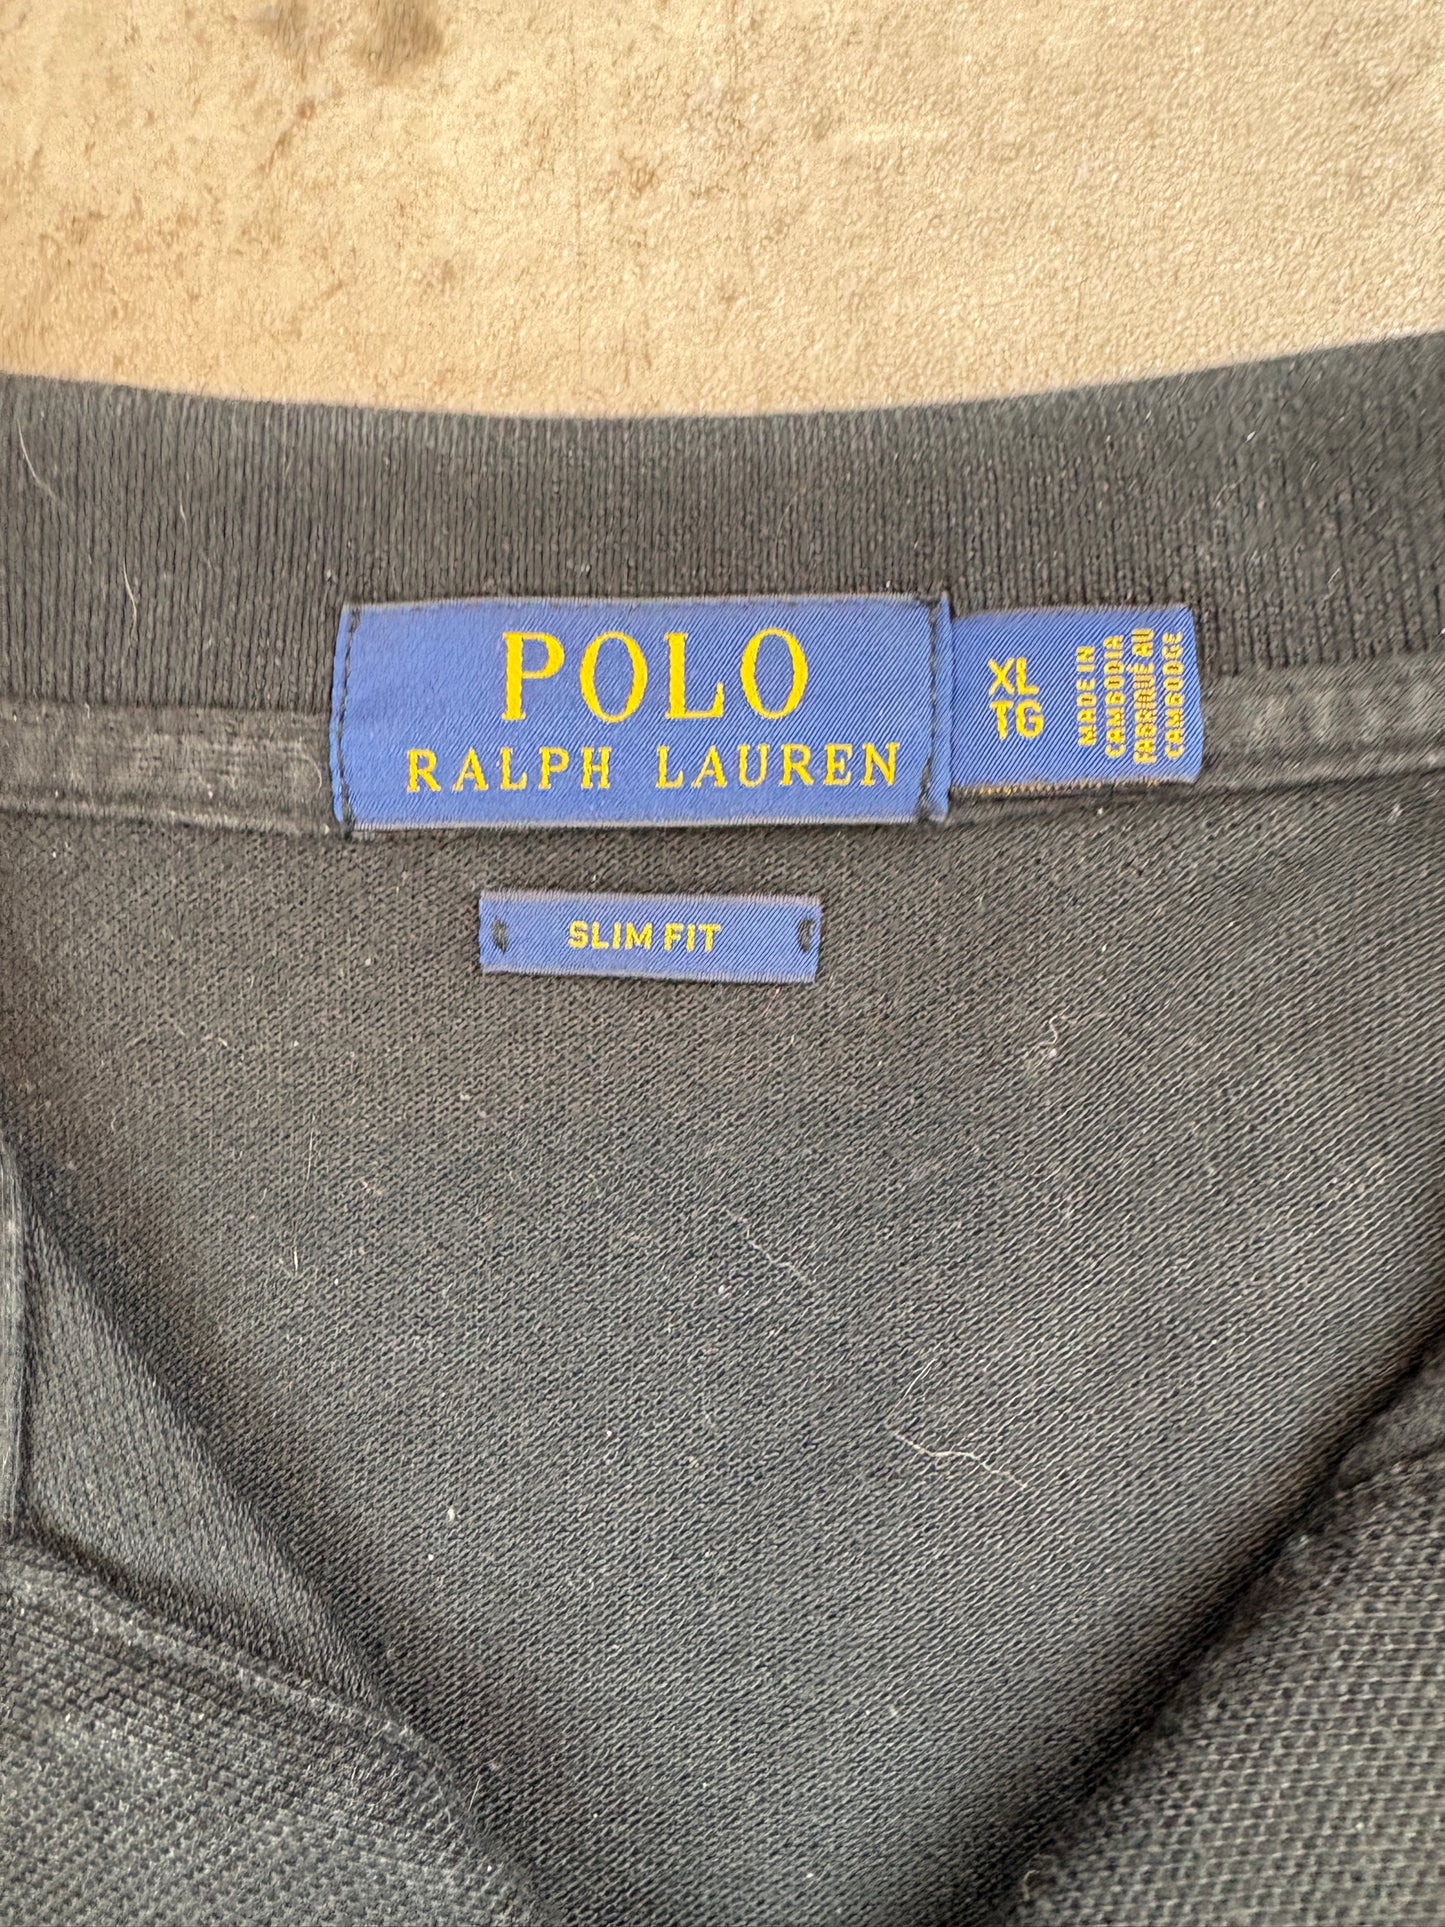 POLO
RALPH LAUREN
XL
TG
MADE IN
CAMBODIA
FABRIQUÉ AU
CAMBODGE
SLIM FIT